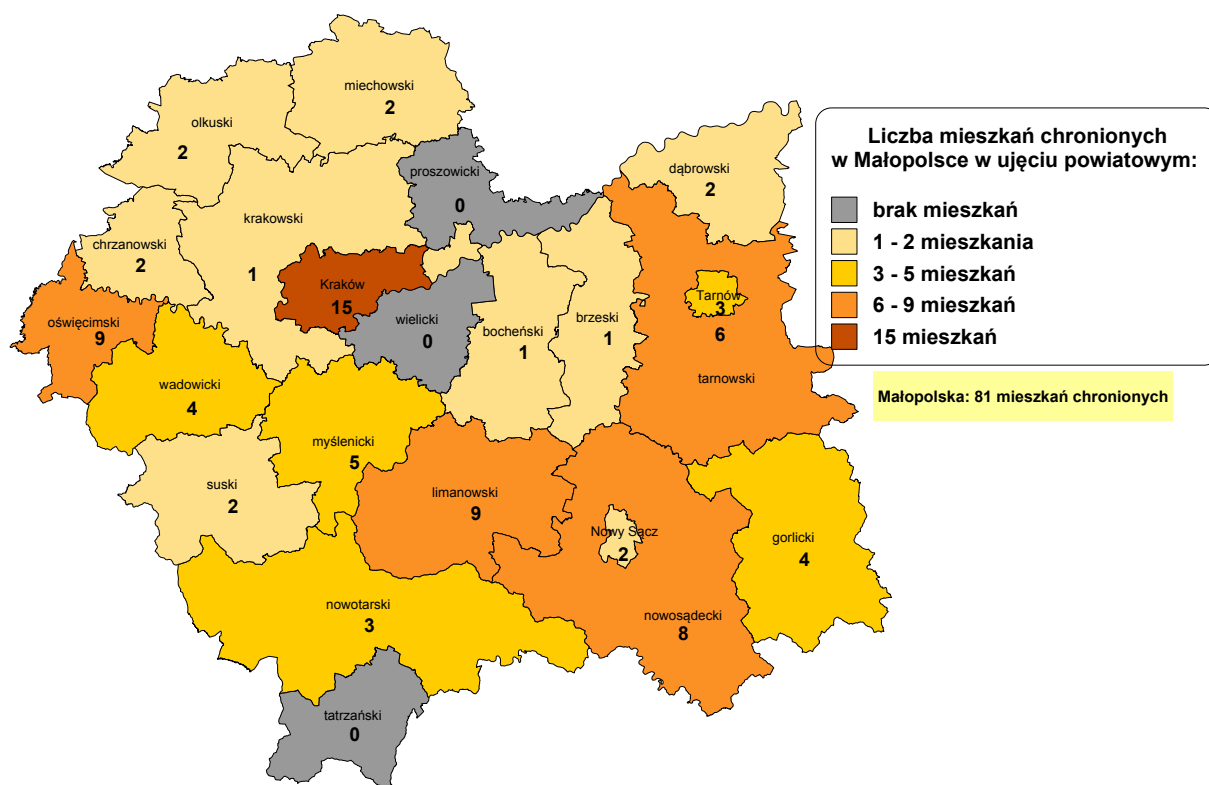 miechowski
2
olkuski
2
proszowicki
0
dąbrowski
2
krakowski
1
chrzanowski
2
Kraków
15
Tarnów
3
6
tarnowski
oświęcimski
9
wielicki
0
bocheński
1
brzeski
1
wadowicki
4
myślenicki
5
suski
2
limanowski
9
Nowy Sącz
2
gorlicki
4
nowotarski
3
nowosądecki
8
tatrzański
0
Liczba mieszkań chronionych
w Małopolsce w ujęciu powiatowym:
brak mieszkań
1 - 2 mieszkania
3 - 5 mieszkań
6 - 9 mieszkań
15 mieszkań
Małopolska: 81 mieszkań chronionych